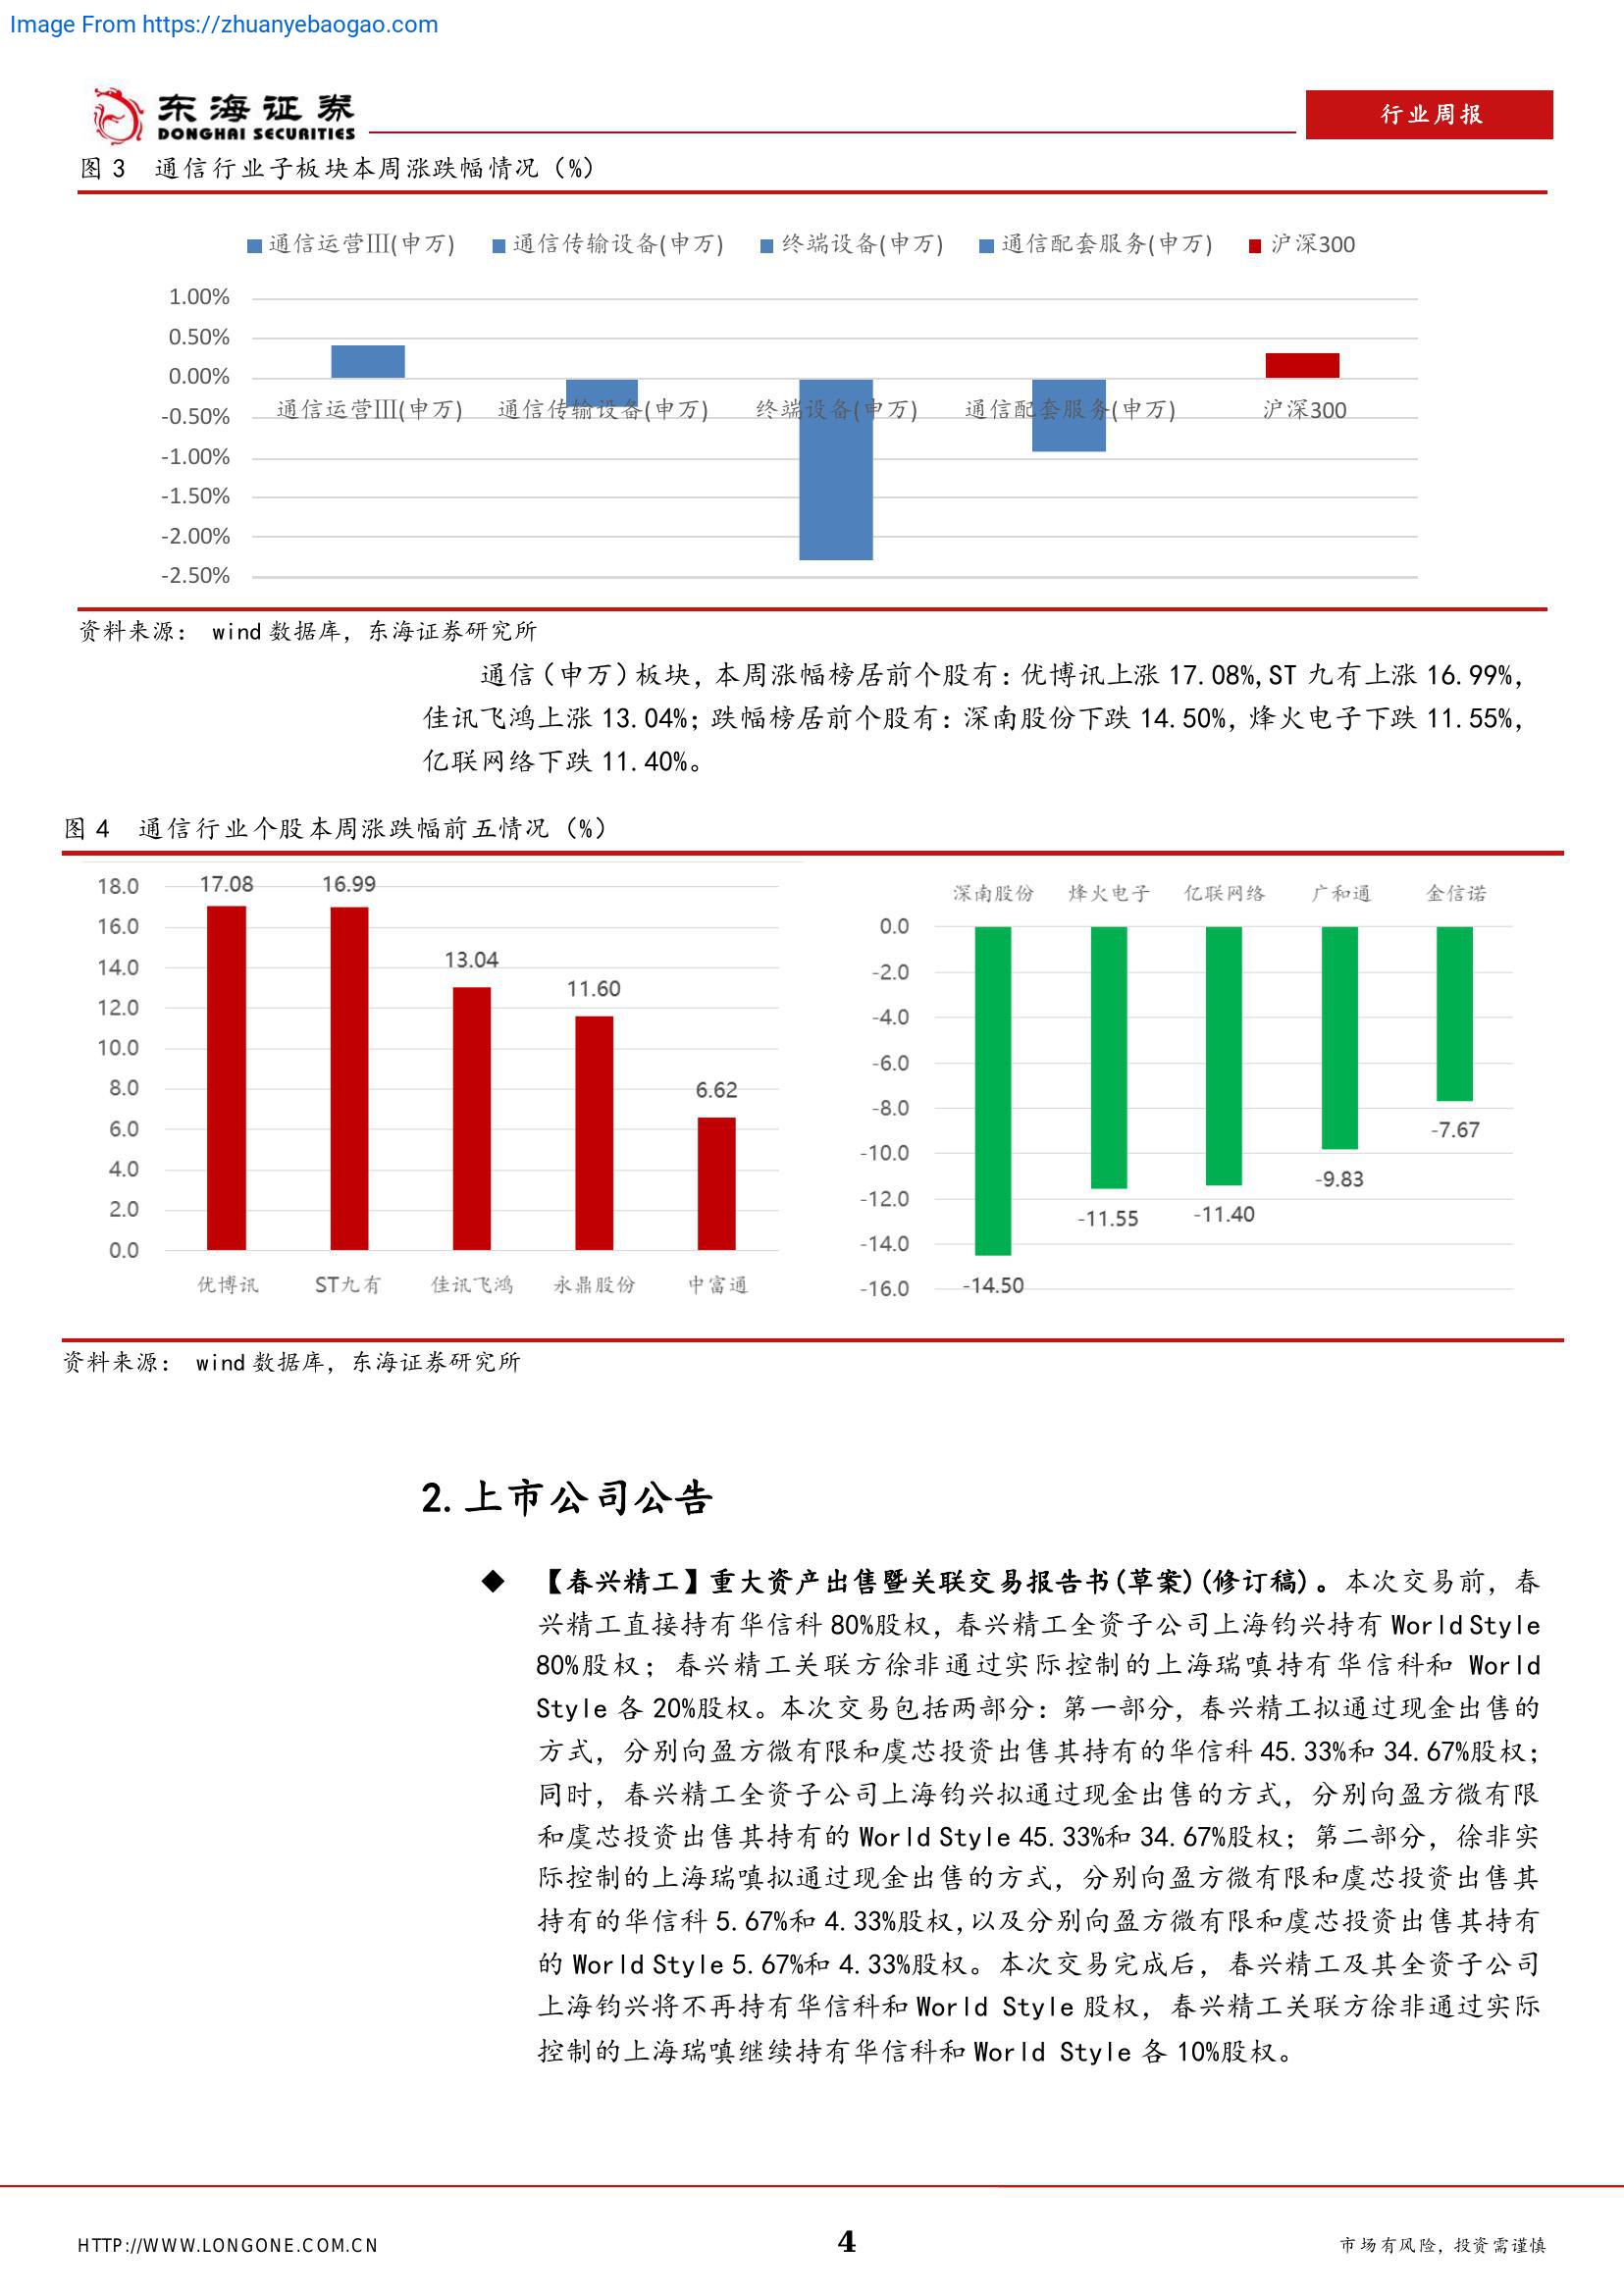 Image From https://zhuanyebaogao.com
东海证券
DONGHAI SECURITIES
行业周报
图 3 通信行业子板块本周涨跌幅情况（%）
通信运营III(申万) 通信传输设备(申万) 终端设备(申万) 通信配套服务(申万) 沪深300
1.00%
0.50%
0.00%
-0.50%
-1.00%
-1.50%
-2.00%
-2.50%
通信运营III(申万) 通信传输设备(申万) 终端设备(申万) 通信配套服务(申万) 沪深300
资料来源： wind 数据库，东海证券研究所
通信（申万）板块，本周涨幅榜居前个股有：优博讯上涨 17.08%,ST 九有上涨 16.99%，
佳讯飞鸿上涨 13.04%；跌幅榜居前个股有：深南股份下跌 14.50%，烽火电子下跌 11.55%，
亿联网络下跌 11.40%。
图 4 通信行业个股本周涨跌幅前五情况（%）
18.0
16.0
14.0
12.0
10.0
8.0
6.0
4.0
2.0
0.0
17.08 16.99 13.04 11.60 6.62
优博讯 ST九有 佳讯飞鸿 永鼎股份 中富通
深南股份 烽火电子 亿联网络 广和通 金信诺
0.0
-2.0
-4.0
-6.0
-8.0
-10.0
-12.0
-14.0
-16.0
-14.50 -11.55 -11.40 -9.83 -7.67
资料来源： wind 数据库，东海证券研究所
2.上市公司公告
◆ 【春兴精工】重大资产出售暨关联交易报告书(草案)(修订稿)。本次交易前，春
兴精工直接持有华信科 80%股权，春兴精工全资子公司上海钧兴持有 World Style
80%股权；春兴精工关联方徐非通过实际控制的上海瑞嗔持有华信科和 World
Style 各 20%股权。本次交易包括两部分：第一部分，春兴精工拟通过现金出售的
方式，分别向盈方微有限和虞芯投资出售其持有的华信科 45.33%和 34.67%股权；
同时，春兴精工全资子公司上海钧兴拟通过现金出售的方式，分别向盈方微有限
和虞芯投资出售其持有的 World Style 45.33%和 34.67%股权；第二部分，徐非实
际控制的上海瑞嗔拟通过现金出售的方式，分别向盈方微有限和虞芯投资出售其
持有的华信科 5.67%和 4.33%股权,以及分别向盈方微有限和虞芯投资出售其持有
的 World Style 5.67%和 4.33%股权。本次交易完成后，春兴精工及其全资子公司
上海钧兴将不再持有华信科和 World Style 股权，春兴精工关联方徐非通过实际
控制的上海瑞嗔继续持有华信科和 World Style 各 10%股权。
HTTP://WWW.LONGONE.COM.CN
4
市场有风险，投资需谨慎